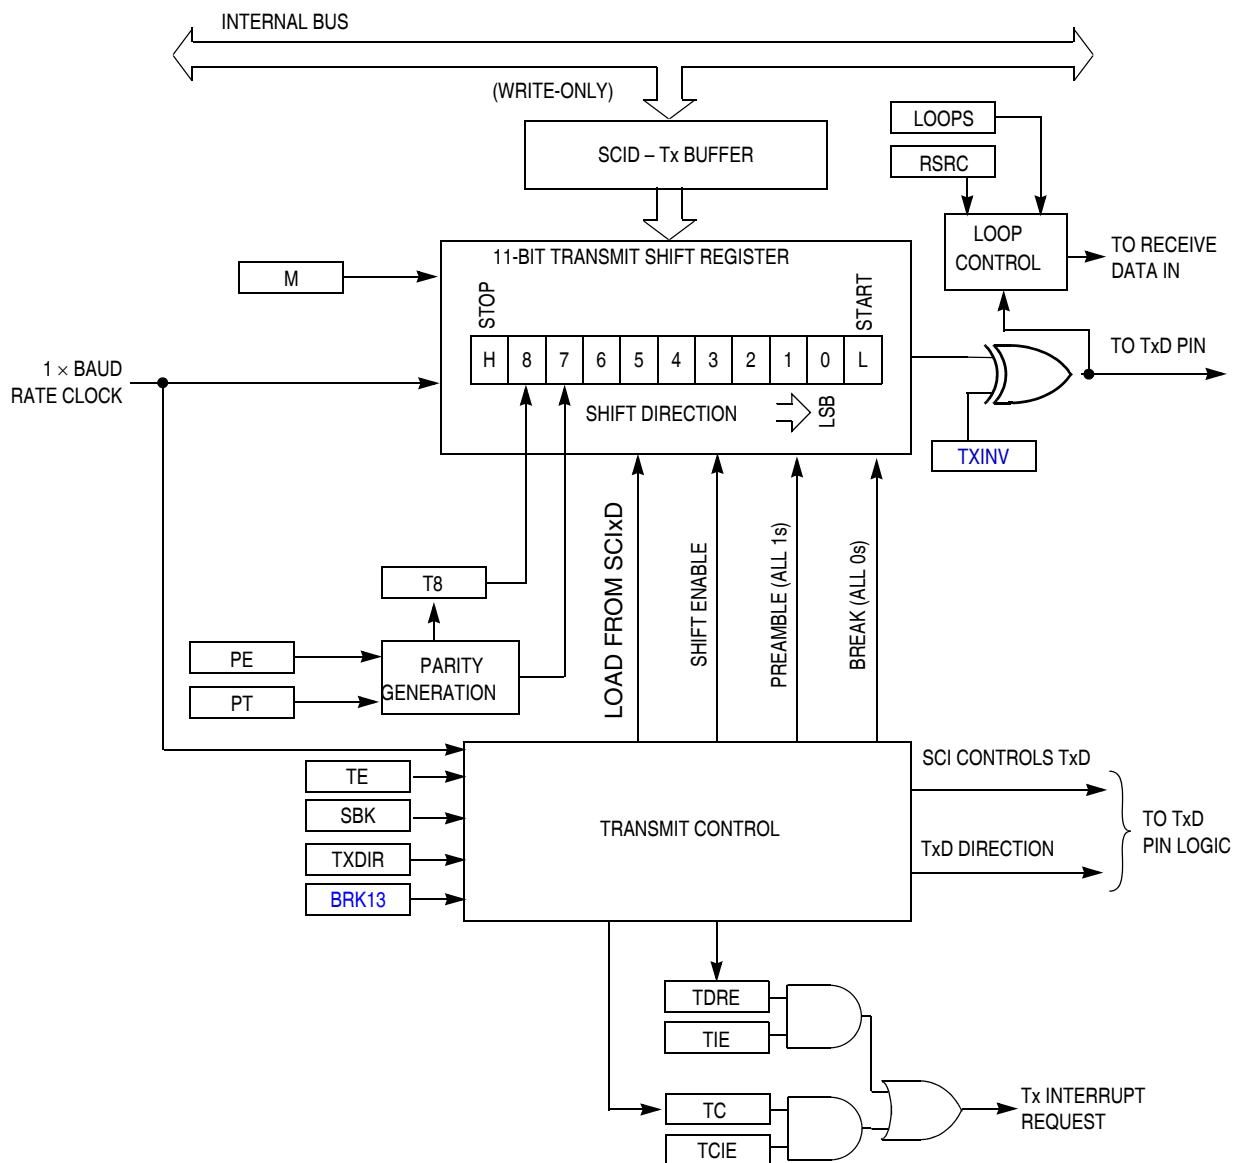 INTERNAL BUS
(WRITE-ONLY)
SCID – Tx BUFFER
LOOPS
RSRC
LOOP
CONTROL
TO RECEIVE
DATA IN
11-BIT TRANSMIT SHIFT REGISTER
M
STOP
START
H 8 7 6 5 4 3 2 1 0 L
1 × BAUD
RATE CLOCK
SHIFT DIRECTION
LSB
TO TxD PIN
TXINV
LOAD FROM SCIxD
SHIFT ENABLE
PREAMBLE (ALL 1s)
BREAK (ALL 0s)
T8
PE
PT
PARITY
GENERATION
TE
SBK
TXDIR
BRK13
TRANSMIT CONTROL
SCI CONTROLS TxD
TxD DIRECTION
TO TxD
PIN LOGIC
TDRE
TIE
TC
TCIE
Tx INTERRUPT
REQUEST